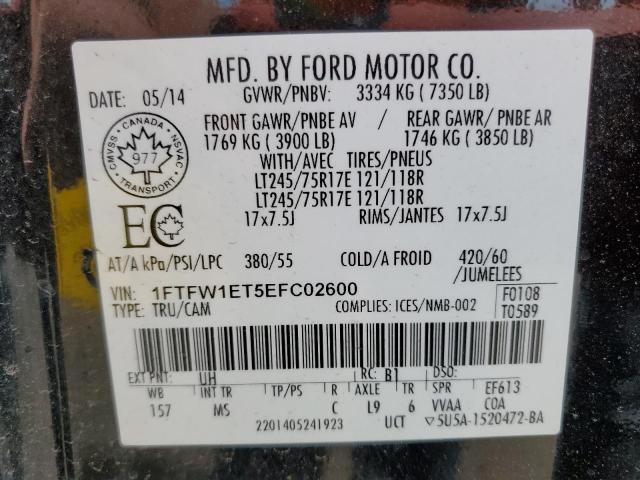 MFD. BY FORD MOTOR CO.
DATE: 05/14 GVWR/PNBV: 3334 KG ( 7350 LB)
FRONT GAWR/PNBE AV / REAR GAWR/ PNBE AR
1769 KG ( 3900 LB) 1746 KG ( 3850 LB)
WITH/AVEC TIRES/PNEUS
LT245/75R17E 121/118R
LT245/75R17E 121/118R
17x7.5J RIMS/JANTES 17x7.5J
CMVSS CANADA NSVAC
977
TRANSPORT
EC
AT/A kPa/PSI/LPC 380/55 COLD/A FROID 420/60
/JUMELEES
VIN: 1FTFW1ET5EFC02600 F0108
TYPE: TRU/CAM COMPLIES: ICES/NMB-002 T0589
EXT PNT: UH RC: B1 DSO:
WB INT TR TP/PS R AXLE TR SPR EF613
157 MS C L9 6 VVAA COA
2201405241923 UCT ▽5U5A-1520472-BA